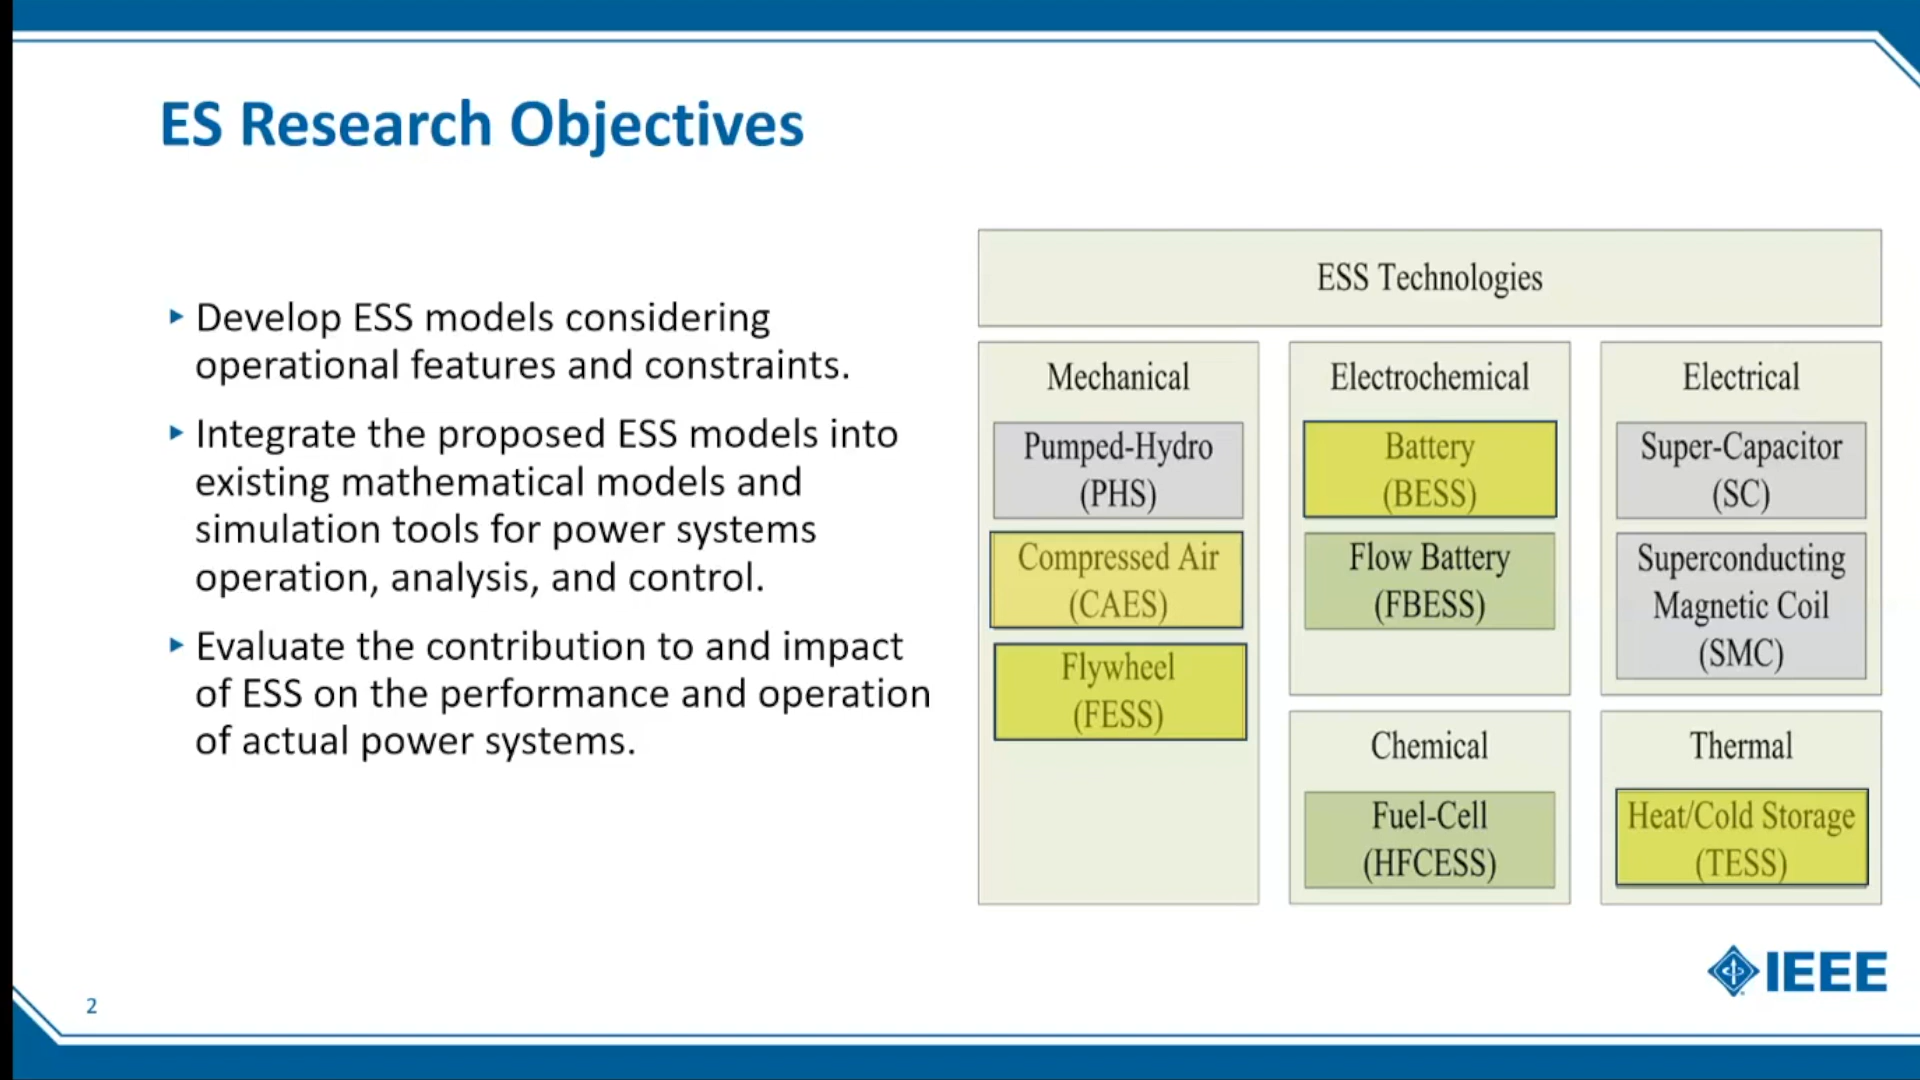 ES Research Objectives
▸ Develop ESS models considering
operational features and constraints.
▸ Integrate the proposed ESS models into
existing mathematical models and
simulation tools for power systems
operation, analysis, and control.
▸ Evaluate the contribution to and impact
of ESS on the performance and operation
of actual power systems.
ESS Technologies
Mechanical
Pumped-Hydro
(PHS)
Compressed Air
(CAES)
Flywheel
(FESS)
Electrochemical
Battery
(BESS)
Flow Battery
(FBESS)
Electrical
Super-Capacitor
(SC)
Superconducting
Magnetic Coil
(SMC)
Chemical
Fuel-Cell
(HFCESS)
Thermal
Heat/Cold Storage
(TESS)
IEEE
2